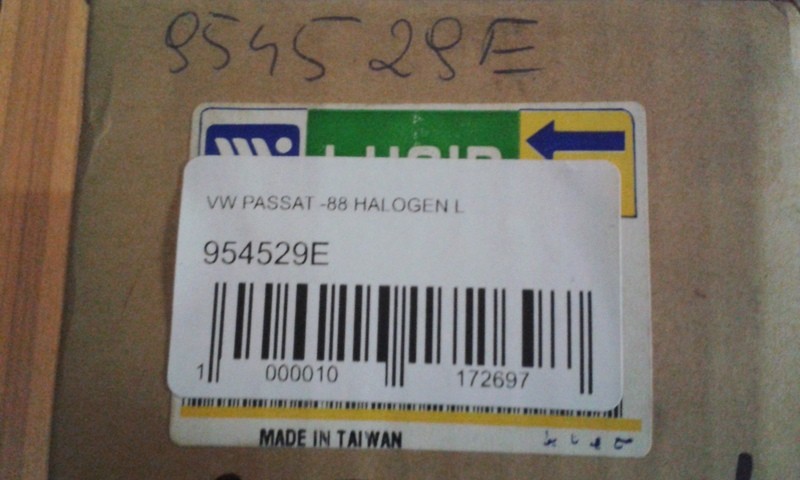 954529E
VW PASSAT -88 HALOGEN L
954529E
1 000010 172697
MADE IN TAIWAN